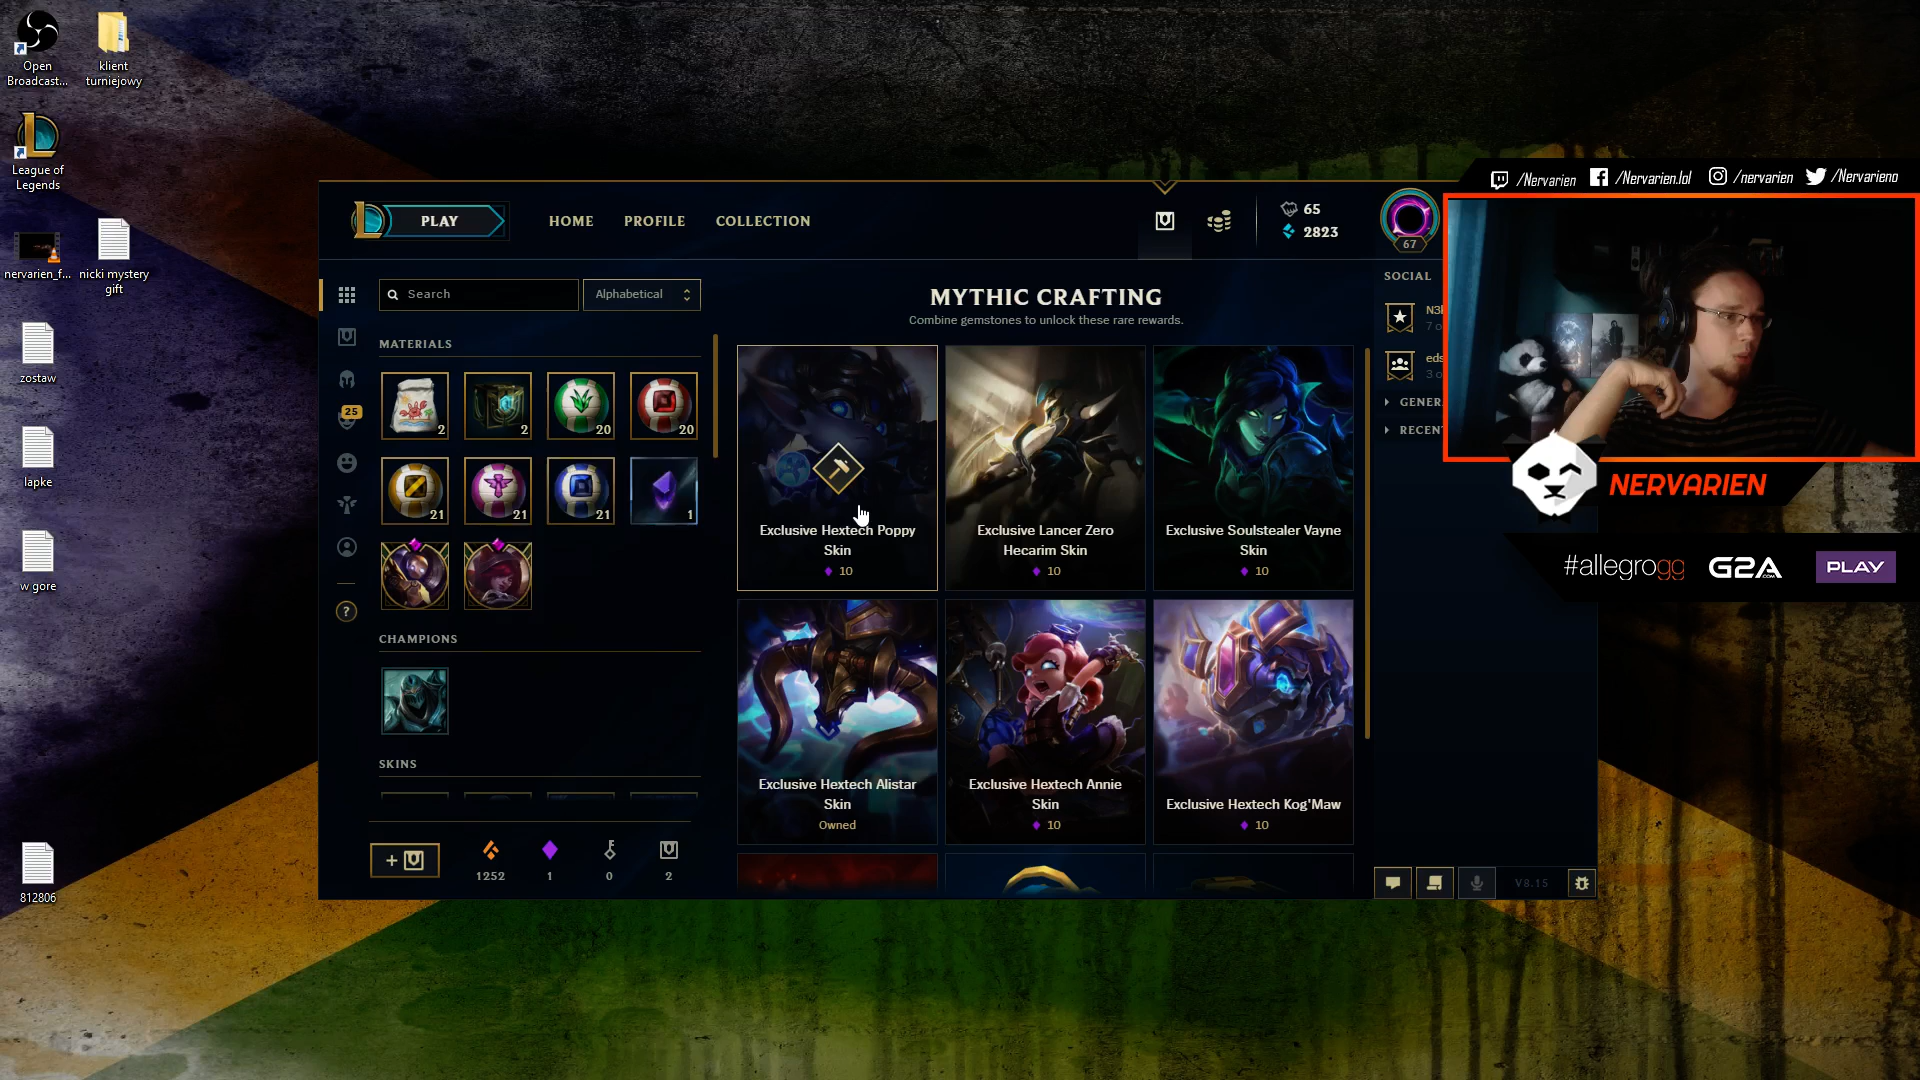 Open
Broadcast...
klient
turniejowy
League of
Legends
nervarien_f...
nicki mystery
gift
zostaw
lapke
w gore
812806
PLAY
HOME
PROFILE
COLLECTION
65
2823
67
Search
Alphabetical
MATERIALS
2
2
20
20
21
21
21
1
25
?
CHAMPIONS
SKINS
+
1252
1
0
2
MYTHIC CRAFTING
Combine gemstones to unlock these rare rewards.
Exclusive Hextech Poppy
Skin
10
Exclusive Lancer Zero
Hecarim Skin
10
Exclusive Soulstealer Vayne
Skin
10
Exclusive Hextech Alistar
Skin
Owned
Exclusive Hextech Annie
Skin
10
Exclusive Hextech Kog'Maw
10
SOCIAL
eds
GENER
RECENT
V8.15
/Nervarien
/Nervarien.lol
/nervarien
/Nervarieno
NERVARIEN
#allegrogg
G2A.COM
PLAY